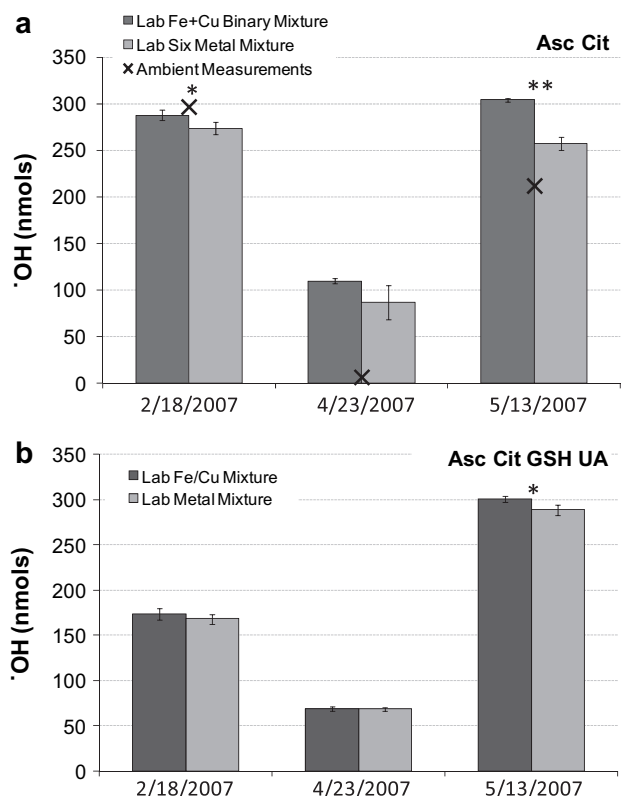 a
Lab Fe+Cu Binary Mixture
Lab Six Metal Mixture
Ambient Measurements
Asc Cit
350
300
250
200
150
100
50
0
˙OH (nmols)
*
**
2/18/2007 4/23/2007 5/13/2007
b
Lab Fe/Cu Mixture
Lab Metal Mixture
Asc Cit GSH UA
350
300
250
200
150
100
50
0
˙OH (nmols)
*
2/18/2007 4/23/2007 5/13/2007